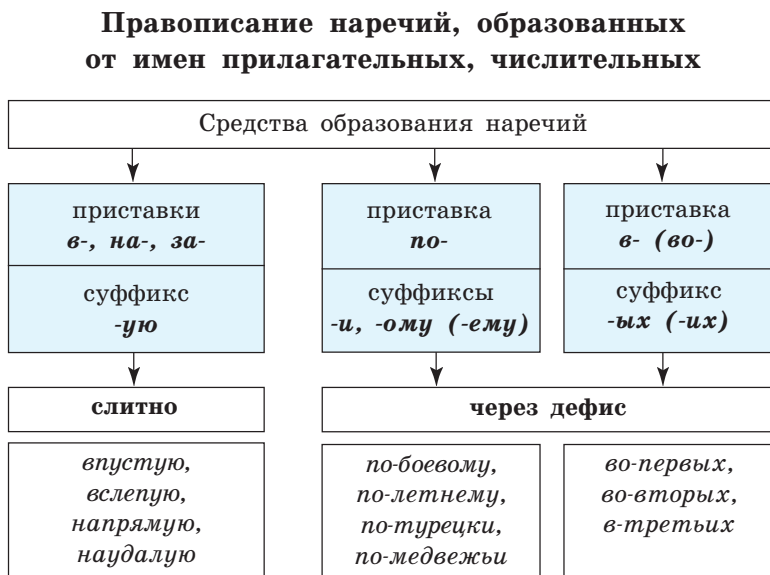 Правописание наречий, образованных
от имен прилагательных, числительных
Средства образования наречий
приставки
в-, на-, за-
суффикс
-ую
слитно
впустую,
вслепую,
напрямую,
наудалую
приставка
по-
суффиксы
-и, -ому (-ему)
приставка
в- (во-)
суффикс
-ых (-их)
через дефис
по-боевому,
по-летнему,
по-турецки,
по-медвежьи
во-первых,
во-вторых,
в-третьих